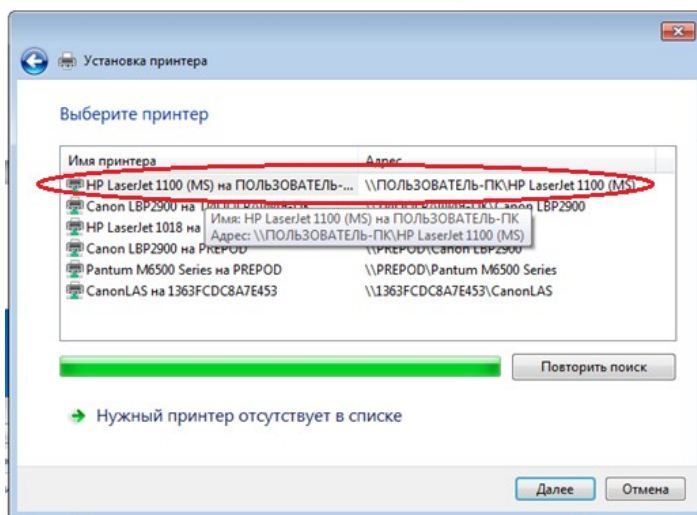 Установка принтера
Выберите принтер
Имя принтера Адрес
HP LaserJet 1100 (MS) на ПОЛЬЗОВАТЕЛЬ-... \\ПОЛЬЗОВАТЕЛЬ-ПК\HP LaserJet 1100 (MS)
Canon LBP2900 на Canon LBP2900
Имя: HP LaserJet 1100 (MS) на ПОЛЬЗОВАТЕЛЬ-ПК
HP LaserJet 1018 на
Адрес: \\ПОЛЬЗОВАТЕЛЬ-ПК\HP LaserJet 1100 (MS)
Canon LBP2900 на PREPOD \\PREPOD\Canon LBP2900
Pantum M6500 Series на PREPOD \\PREPOD\Pantum M6500 Series
CanonLAS на 1363FCDC8A7E453 \\1363FCDC8A7E453\CanonLAS
Повторить поиск
Нужный принтер отсутствует в списке
Далее Отмена